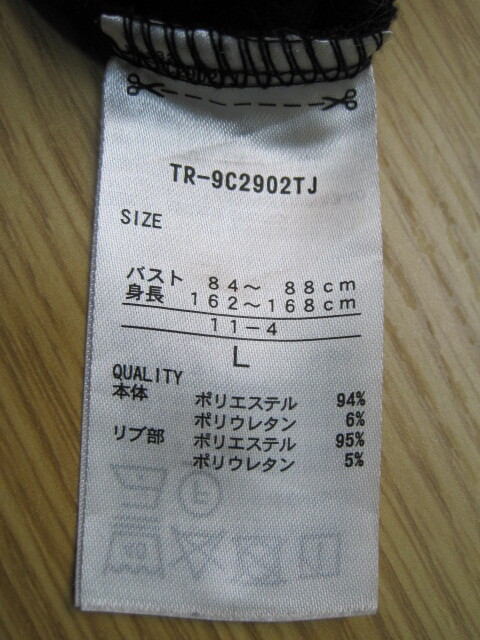 TR-9C2902TJ
SIZE
バスト 84～ 88cm
身長 162～168cm
11-4
L
QUALITY
本体 ポリエステル 94%
ポリウレタン 6%
リブ部 ポリエステル 95%
ポリウレタン 5%